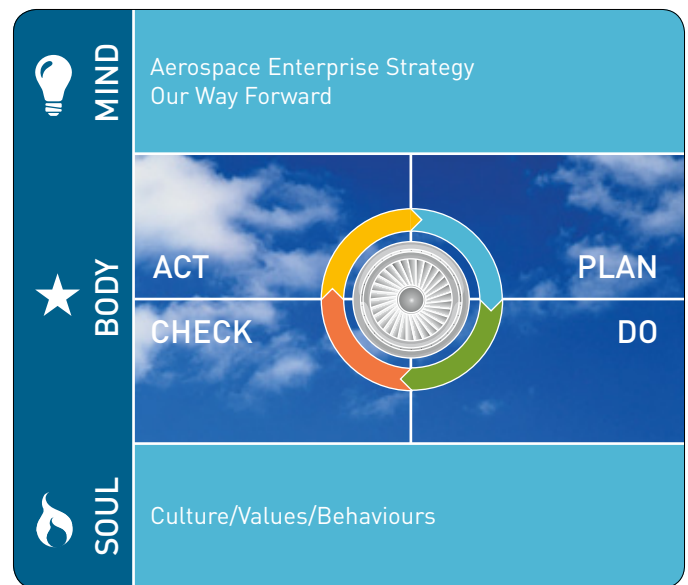 MIND
Aerospace Enterprise Strategy
Our Way Forward
BODY
ACT
PLAN
CHECK
DO
SOUL
Culture/Values/Behaviours